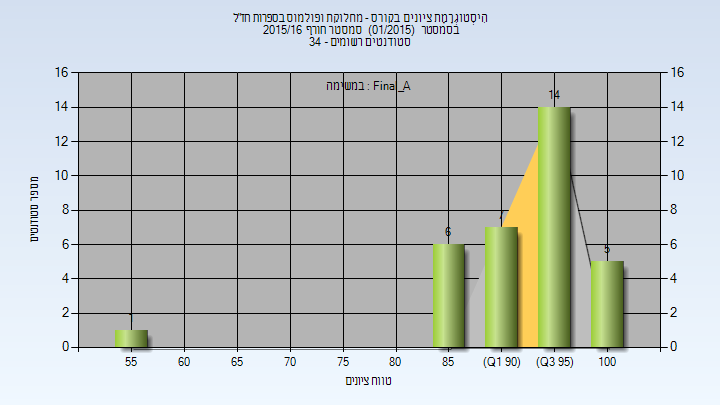 היסטוגרמת ציונים בקורס - מחלוקת ופולמוס בספרות חז"ל
בסמסטר (01/2015) סמסטר חורף 2015/16
סטודנטים רשומים - 34
במשימה : Final_A
16 16
14 14
14
12 12
10 10
8 8
6
6 6
5
4 4
2 2
0 0
מספר סטודנטים
55 60 65 70 75 80 85 (Q1 90) (Q3 95) 100
טווח ציונים